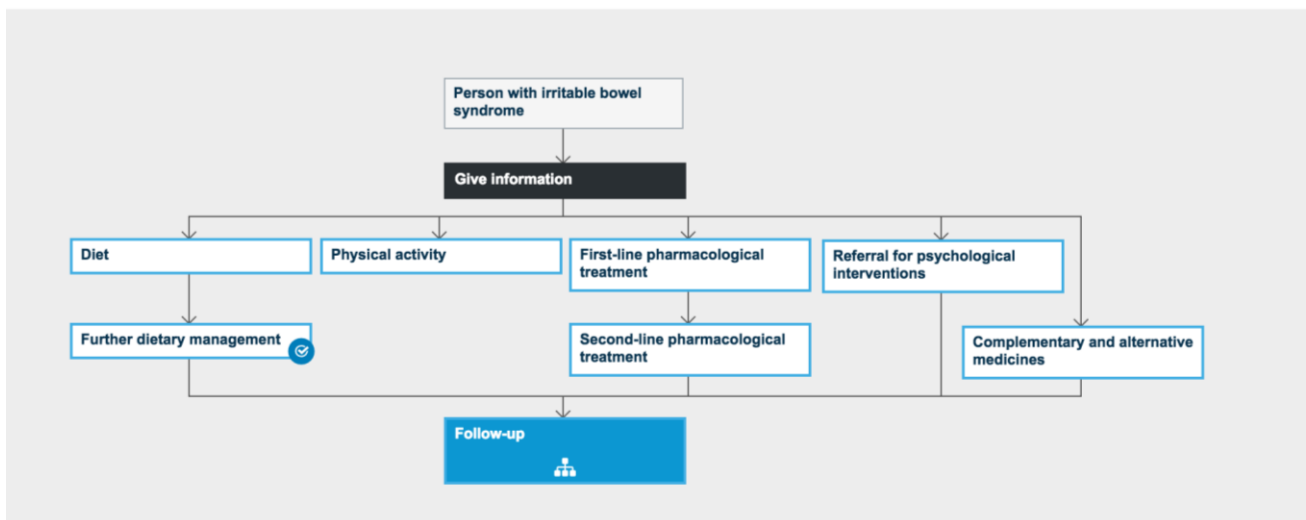 Person with irritable bowel
syndrome
Give information
Diet
Physical activity
First-line pharmacological
treatment
Referral for psychological
interventions
Further dietary management
Second-line pharmacological
treatment
Complementary and alternative
medicines
Follow-up